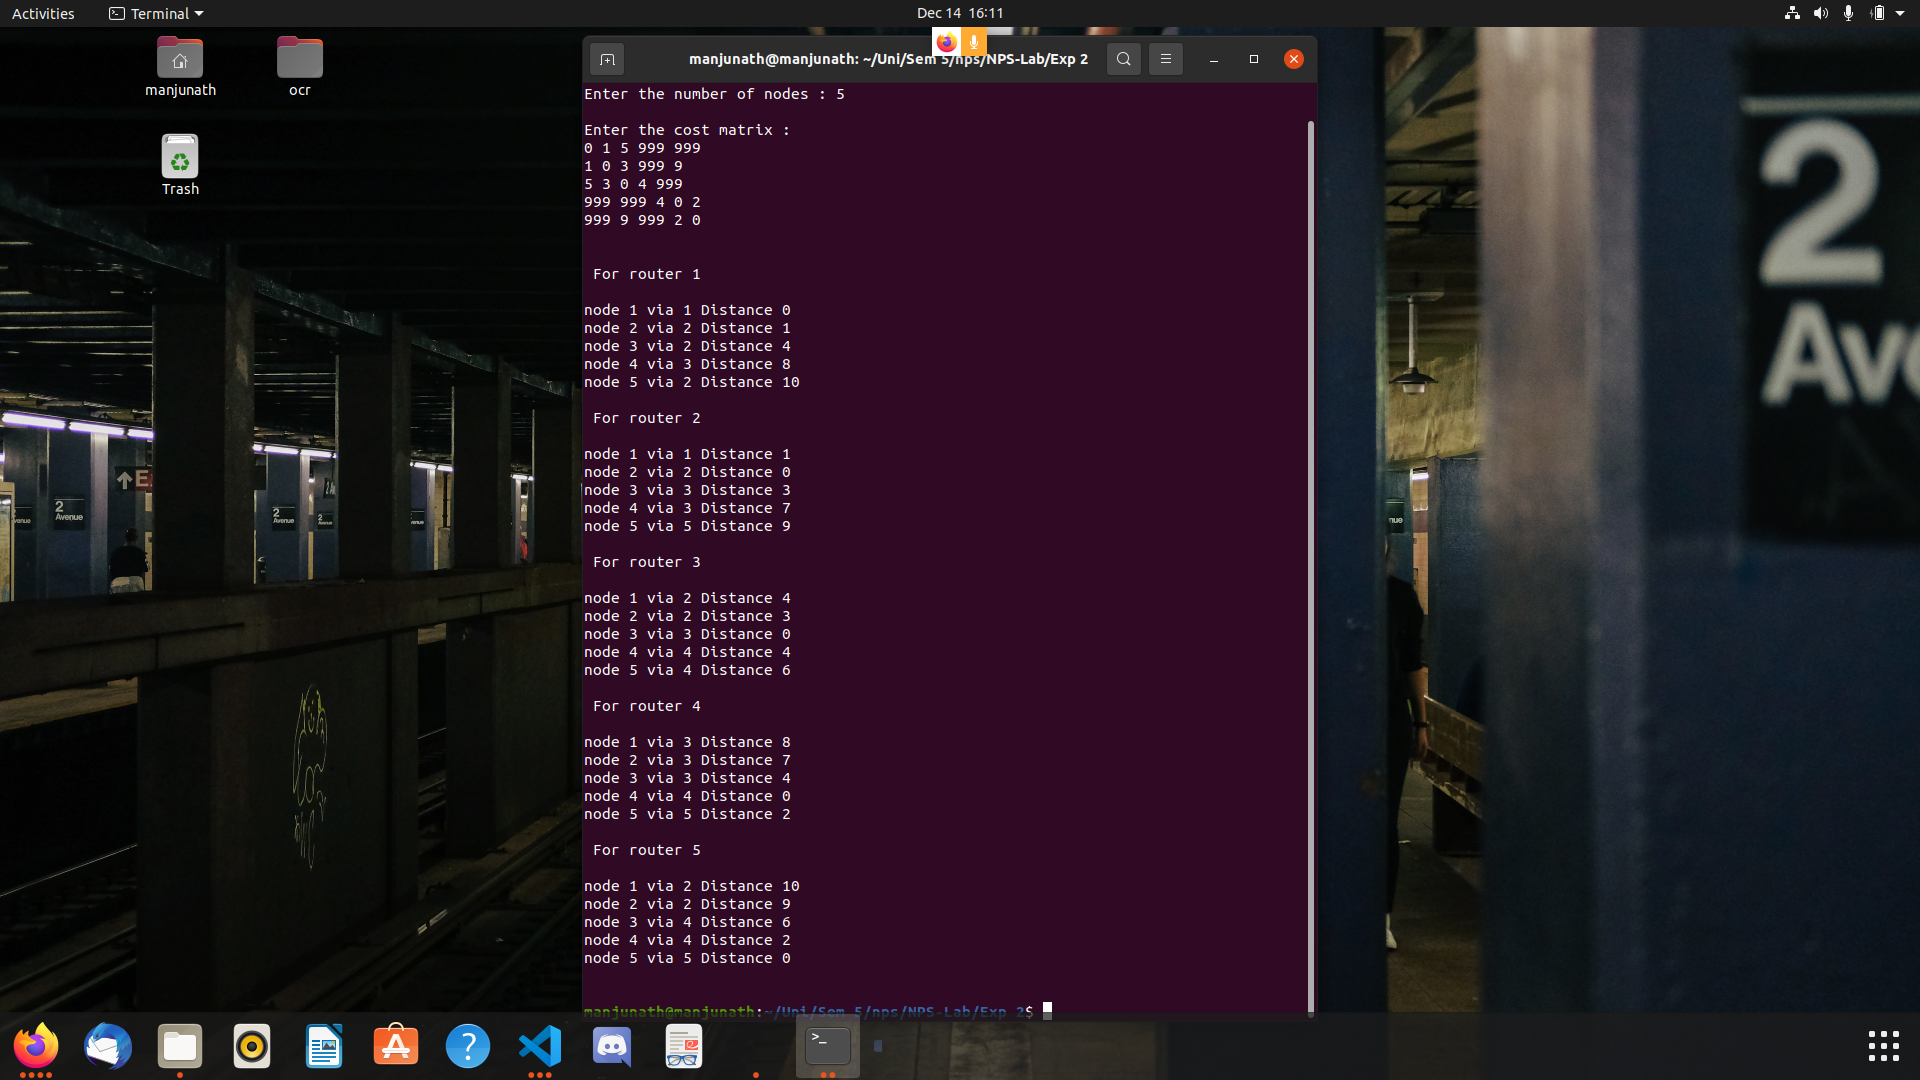 Activities
Terminal
Dec 14 16:11
manjunath
ocr
Trash
manjunath@manjunath: ~/Uni/Sem 5/nps/NPS-Lab/Exp 2
Enter the number of nodes : 5
Enter the cost matrix :
0 1 5 999 999
1 0 3 999 9
5 3 0 4 999
999 999 4 0 2
999 9 999 2 0
For router 1
node 1 via 1 Distance 0
node 2 via 2 Distance 1
node 3 via 2 Distance 4
node 4 via 3 Distance 8
node 5 via 2 Distance 10
For router 2
node 1 via 1 Distance 1
node 2 via 2 Distance 0
node 3 via 3 Distance 3
node 4 via 3 Distance 7
node 5 via 5 Distance 9
For router 3
node 1 via 2 Distance 4
node 2 via 2 Distance 3
node 3 via 3 Distance 0
node 4 via 4 Distance 4
node 5 via 4 Distance 6
For router 4
node 1 via 3 Distance 8
node 2 via 3 Distance 7
node 3 via 3 Distance 4
node 4 via 4 Distance 0
node 5 via 5 Distance 2
For router 5
node 1 via 2 Distance 10
node 2 via 2 Distance 9
node 3 via 4 Distance 6
node 4 via 4 Distance 2
node 5 via 5 Distance 0
manjunath@manjunath:~/Uni/Sem 5/nps/NPS-Lab/Exp 2$
2
Ave
2
Avenue
2
Avenue
2